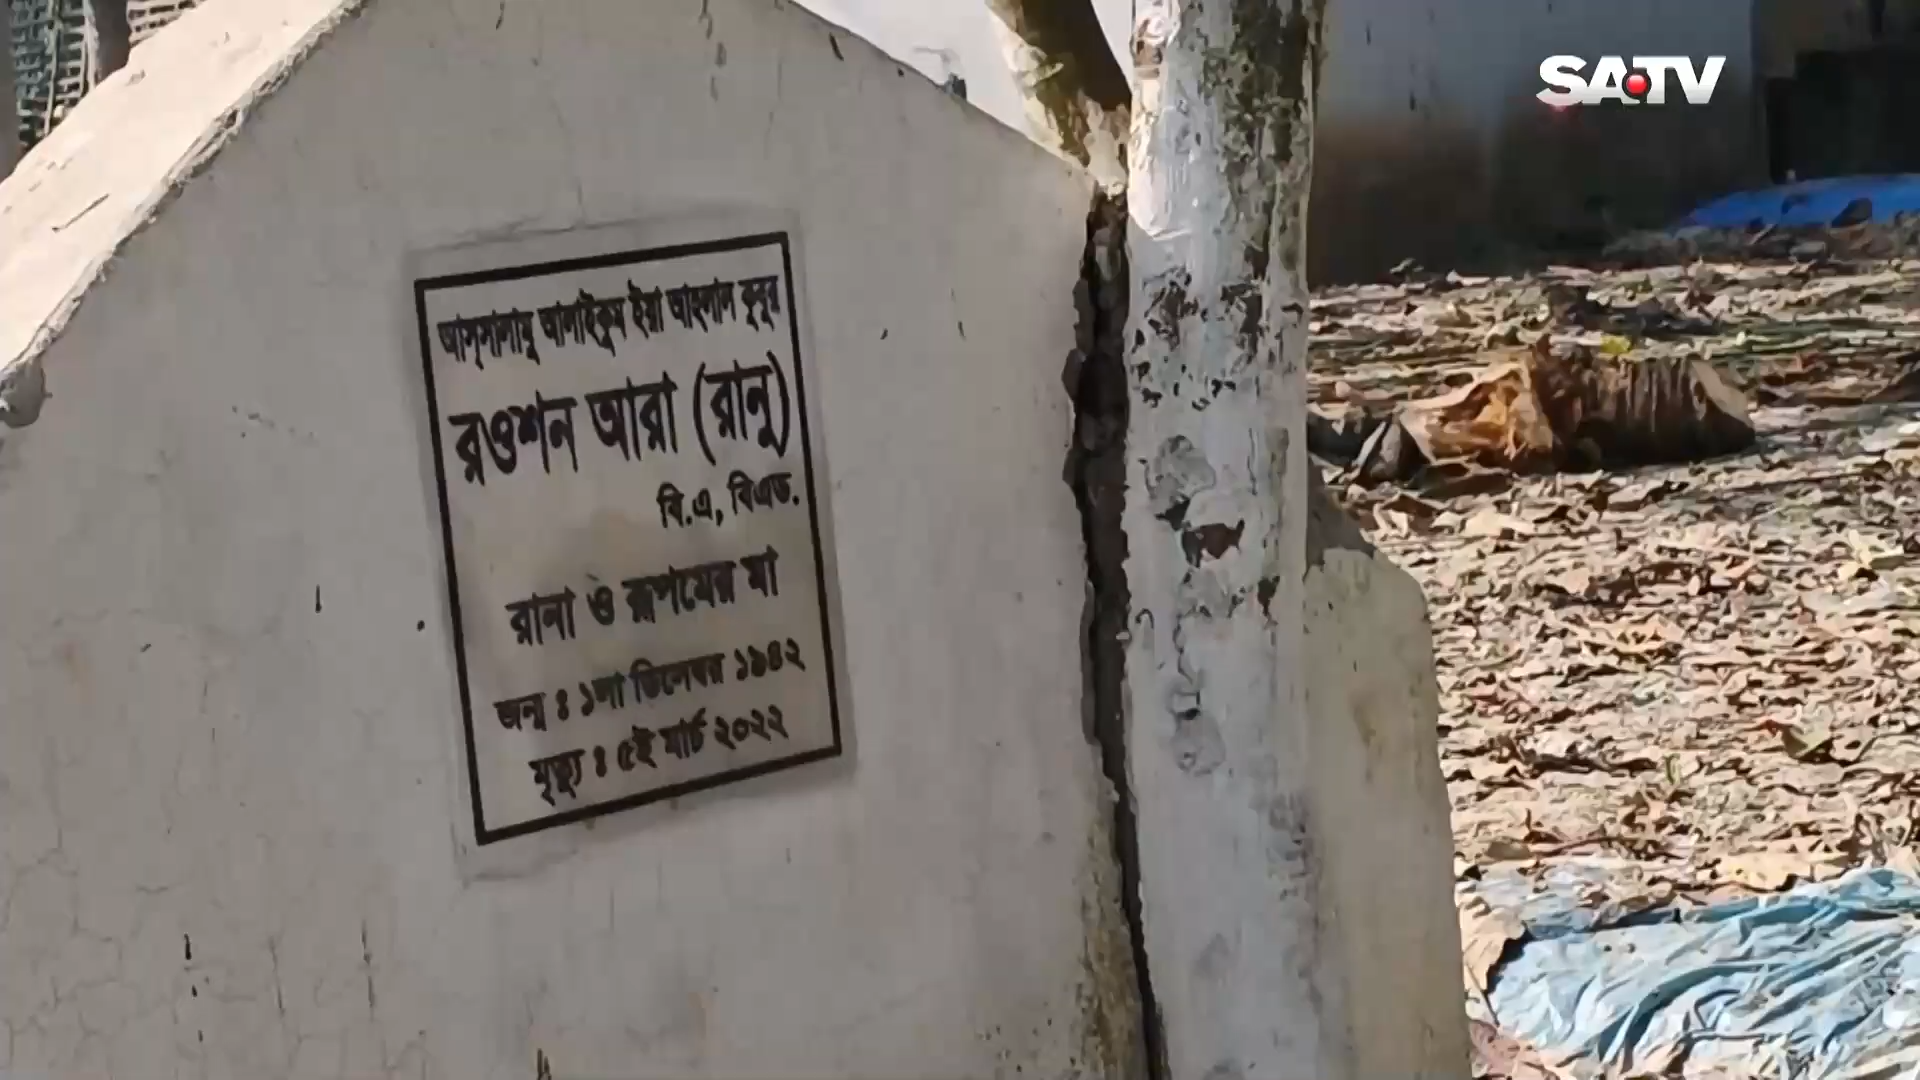 আস্সালামু আলাইকুম ইয়া আহলাল কুবুর
রওশন আরা (রানু)
বি.এ, বিএড.
রানা ও রূপমের মা
জন্ম : ১লা ডিসেম্বর ১৯৪২
মৃত্যু : ৫ই মার্চ ২০২২
SATV